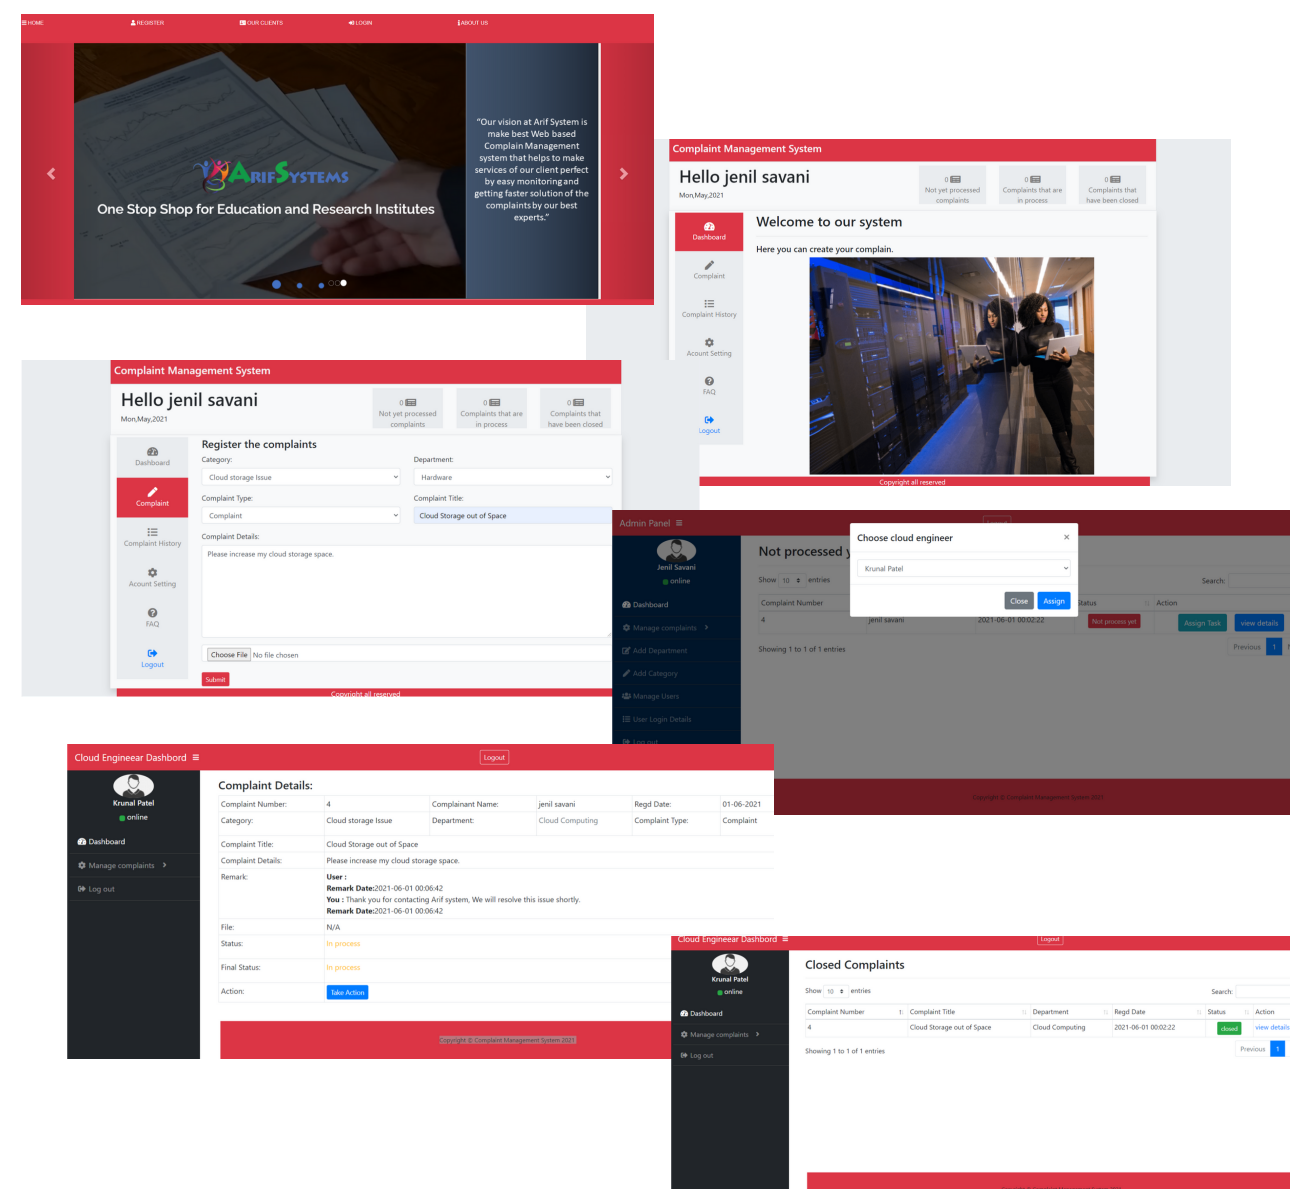 HOME REGISTER OUR CLIENTS LOGIN ABOUT US
"Our vision at Arif System is
make best Web based
Complain Management
system that helps to make
services of our client perfect
by easy monitoring and
getting faster solution of the
complaints by our best
experts."
ARIFSYSTEMS
One Stop Shop for Education and Research Institutes
Complaint Management System
Hello jenil savani
Mon,May,2021
0
Not yet processed
complaints
0
Complaints that are
in process
0
Complaints that
have been closed
Dashboard
Complaint
Complaint History
Acount Setting
FAQ
Logout
Welcome to our system
Here you can create your complain.
Copyright all reserved
Complaint Management System
Hello jenil savani
Mon,May,2021
0
Not yet processed
complaints
0
Complaints that are
in process
0
Complaints that
have been closed
Dashboard
Complaint
Complaint History
Acount Setting
FAQ
Logout
Register the complaints
Category: Department:
Cloud storage Issue Hardware
Complaint Type: Complaint Title:
Complaint Cloud Storage out of Space
Complaint Details:
Please increase my cloud storage space.
Choose File No file chosen
Submit
Copyright all reserved
Admin Panel
Jenil Savani
online
Dashboard
Manage complaints
Add Department
Add Category
Manage Users
User Login Details
Log out
Not processed
Show 10 entries Search:
Complaint Number Status Action
4 jenil savani 2021-06-01 00:02:22 Not process yet Assign Task view details
Showing 1 to 1 of 1 entries Previous 1
Choose cloud engineer ×
Krunal Patel
Close Assign
Copyright © Complaint Management System 2021
Cloud Engineear Dashbord Logout
Krunal Patel
online
Dashboard
Manage complaints
Log out
Complaint Details:
Complaint Number: 4 Complainant Name: jenil savani Regd Date: 01-06-2021
Category: Cloud storage Issue Department: Cloud Computing Complaint Type: Complaint
Complaint Title: Cloud Storage out of Space
Complaint Details: Please increase my cloud storage space.
Remark: User :
Remark Date:2021-06-01 00:06:42
You : Thank you for contacting Arif system, We will resolve this issue shortly.
Remark Date:2021-06-01 00:06:42
File: N/A
Status: In process
Final Status: In process
Action: Take Action
Copyright © Complaint Management System 2021
Cloud Engineear Dashbord Logout
Krunal Patel
online
Dashboard
Manage complaints
Log out
Closed Complaints
Show 10 entries Search:
Complaint Number Complaint Title Department Regd Date Status Action
4 Cloud Storage out of Space Cloud Computing 2021-06-01 00:02:22 closed view details
Showing 1 to 1 of 1 entries Previous 1